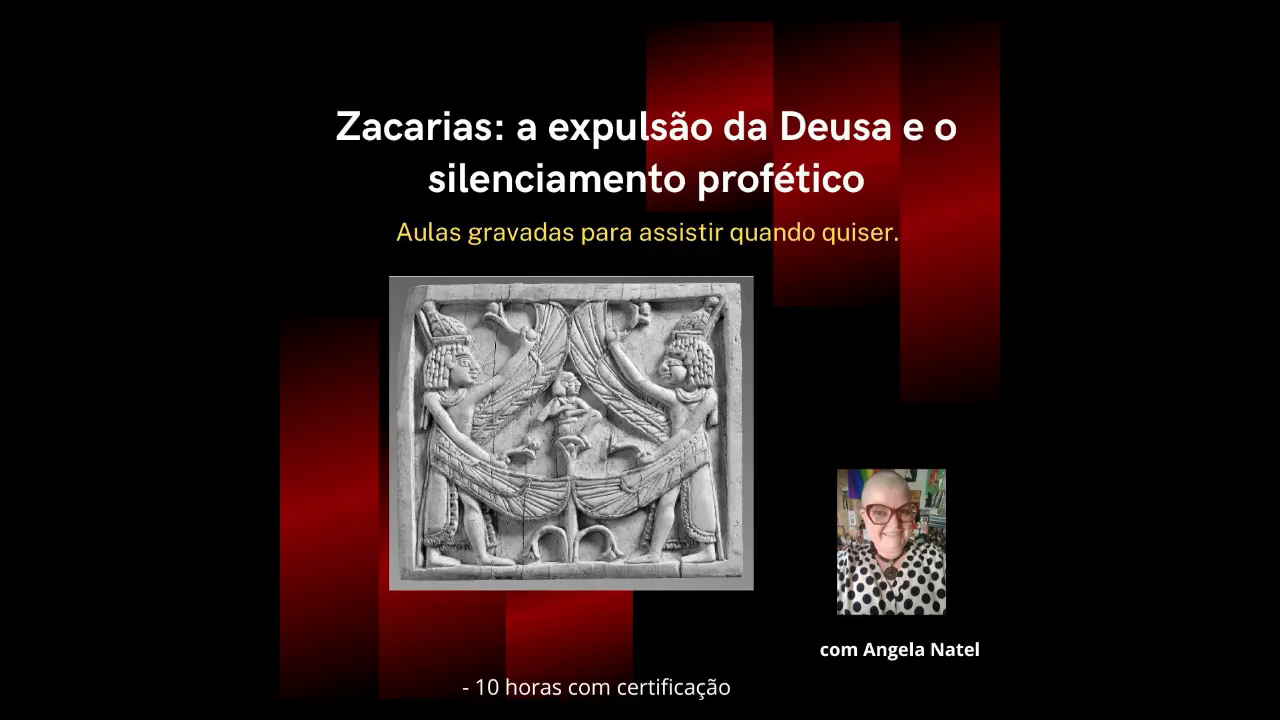 Zacarias: a expulsão da Deusa e o
silenciamento profético
Aulas gravadas para assistir quando quiser.
com Angela Natel
- 10 horas com certificação